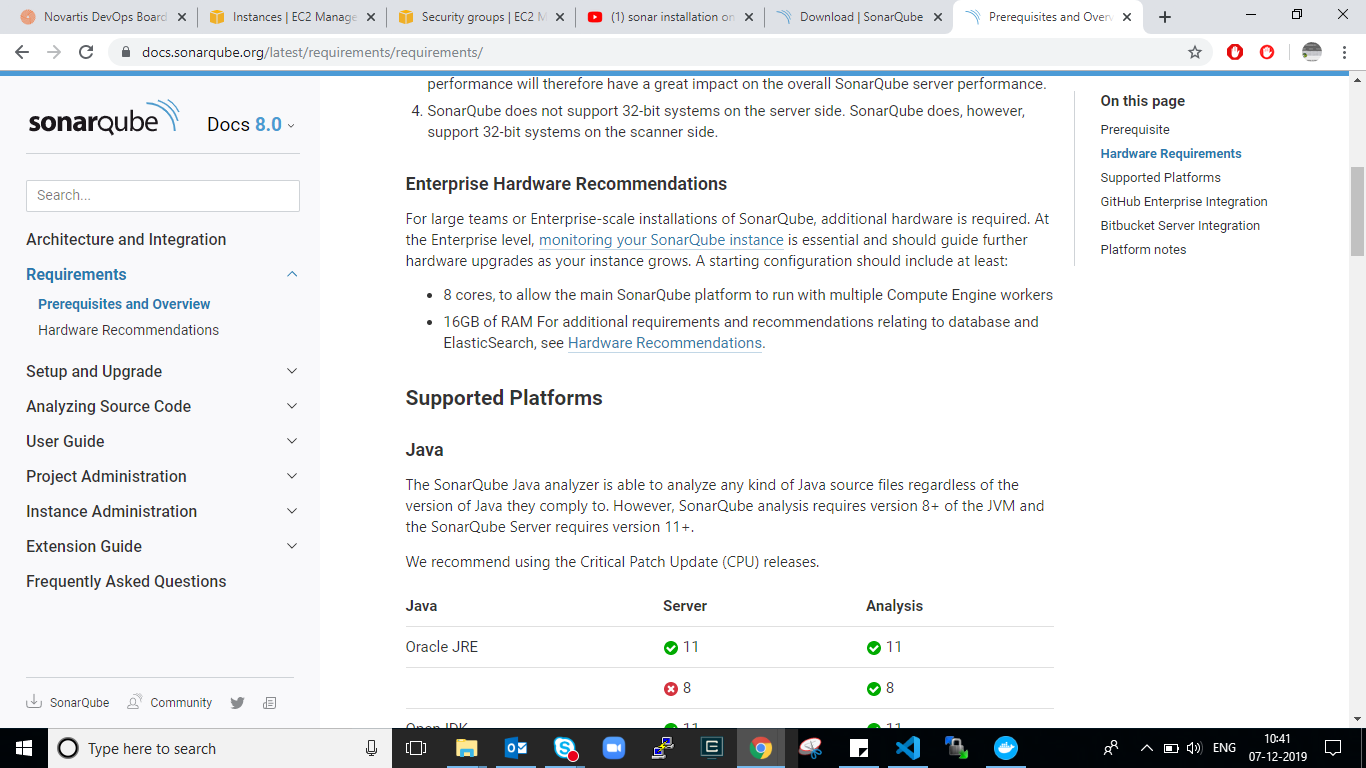 Novartis DevOps Board
Instances | EC2 Manage
Security groups | EC2 M
(1) sonar installation on
Download | SonarQube
Prerequisites and Over
docs.sonarqube.org/latest/requirements/requirements/
sonarqube
Docs 8.0
Search...
Architecture and Integration
Requirements
Prerequisites and Overview
Hardware Recommendations
Setup and Upgrade
Analyzing Source Code
User Guide
Project Administration
Instance Administration
Extension Guide
Frequently Asked Questions
SonarQube
Community
performance will therefore have a great impact on the overall SonarQube server performance.
4. SonarQube does not support 32-bit systems on the server side. SonarQube does, however,
support 32-bit systems on the scanner side.
Enterprise Hardware Recommendations
For large teams or Enterprise-scale installations of SonarQube, additional hardware is required. At
the Enterprise level, monitoring your SonarQube instance is essential and should guide further
hardware upgrades as your instance grows. A starting configuration should include at least:
• 8 cores, to allow the main SonarQube platform to run with multiple Compute Engine workers
• 16GB of RAM For additional requirements and recommendations relating to database and
ElasticSearch, see Hardware Recommendations.
Supported Platforms
Java
The SonarQube Java analyzer is able to analyze any kind of Java source files regardless of the
version of Java they comply to. However, SonarQube analysis requires version 8+ of the JVM and
the SonarQube Server requires version 11+.
We recommend using the Critical Patch Update (CPU) releases.
Java Server Analysis
Oracle JRE 11 11
8 8
OpenJDK 11 11
On this page
Prerequisite
Hardware Requirements
Supported Platforms
GitHub Enterprise Integration
Bitbucket Server Integration
Platform notes
Type here to search
ENG
10:41
07-12-2019